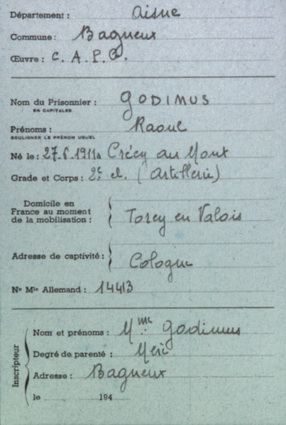 Département : Aisne
Commune : Bagneux
Œuvre : C. A. P. G.
Nom du Prisonnier : GODIMUS
EN CAPITALES
Prénoms : Raoul
SOULIGNER LE PRÉNOM USUEL
Né le : 27.6.1911 à Crécy au Mont
Grade et Corps : 2e cl. (Artillerie)
Domicile en
France au moment
de la mobilisation : Torcy en Valois
Adresse de captivité : Cologne
No Mle Allemand : 14413
Inscripteur
Nom et prénoms : Mme Godimus
Degré de parenté : Mère
Adresse : Bagneux
le 194